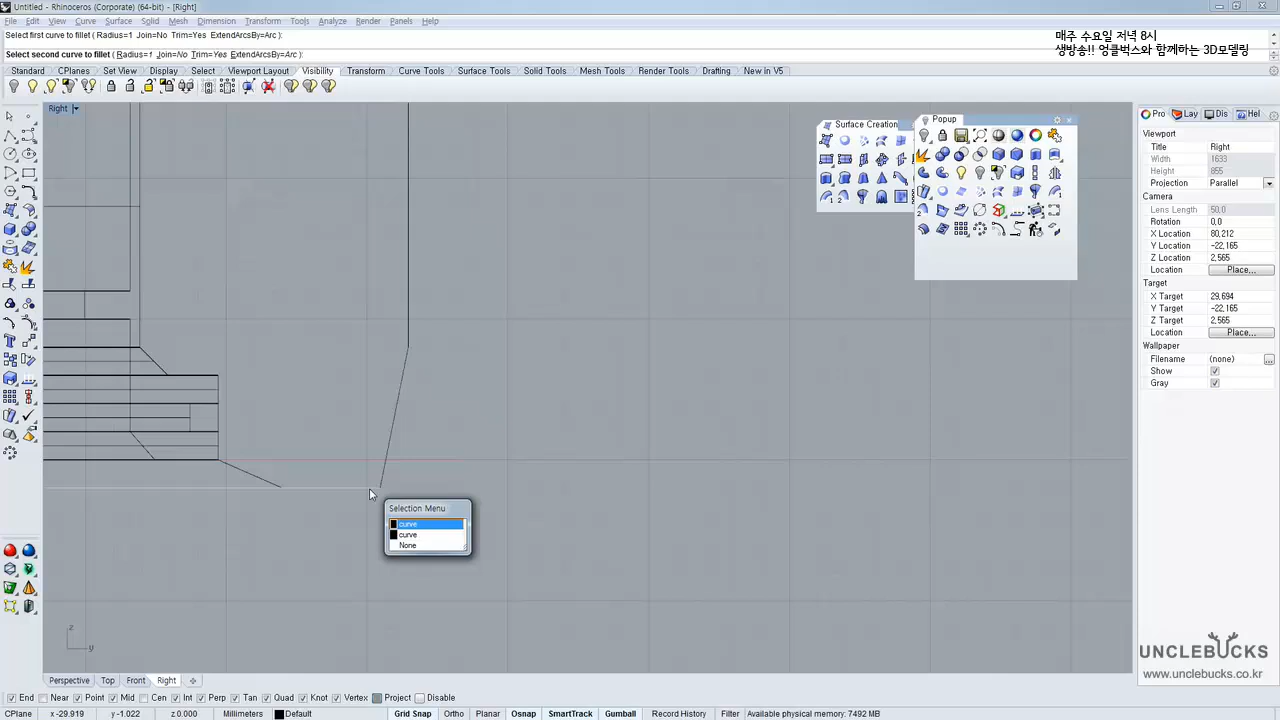 Untitled - Rhinoceros (Corporate) (64-bit) - [Right]
File Edit View Curve Surface Solid Mesh Dimension Transform Tools Analyze Render Panels Help
Select first curve to fillet ( Radius=1 Join=No Trim=Yes ExtendArcsBy=Arc ):
Select second curve to fillet ( Radius=1 Join=No Trim=Yes ExtendArcsBy=Arc ):
매주 수요일 저녁 8시
생방송!! 엉클벅스와 함께하는 3D모델링
Standard CPlanes Set View Display Select Viewport Layout Visibility Transform Curve Tools Surface Tools Solid Tools Mesh Tools Render Tools Drafting New in V5
Right
Surface Creation
Popup
Pro Lay Dis Hel
Viewport
Title Right
Width 1633
Height 855
Projection Parallel
Camera
Lens Length 50.0
Rotation 0.0
X Location 80.212
Y Location -22.165
Z Location 2.565
Location Place...
Target
X Target 29.694
Y Target -22.165
Z Target 2.565
Location Place...
Wallpaper
Filename (none)
Show
Gray
Selection Menu
curve
curve
None
z
y
UNCLEBUCKS
www.unclebucks.co.kr
Perspective Top Front Right
End Near Point Mid Cen Int Perp Tan Quad Knot Vertex Project Disable
CPlane x -29.919 y -1.022 z 0.000 Millimeters Default Grid Snap Ortho Planar Osnap SmartTrack Gumball Record History Filter Available physical memory: 7492 MB